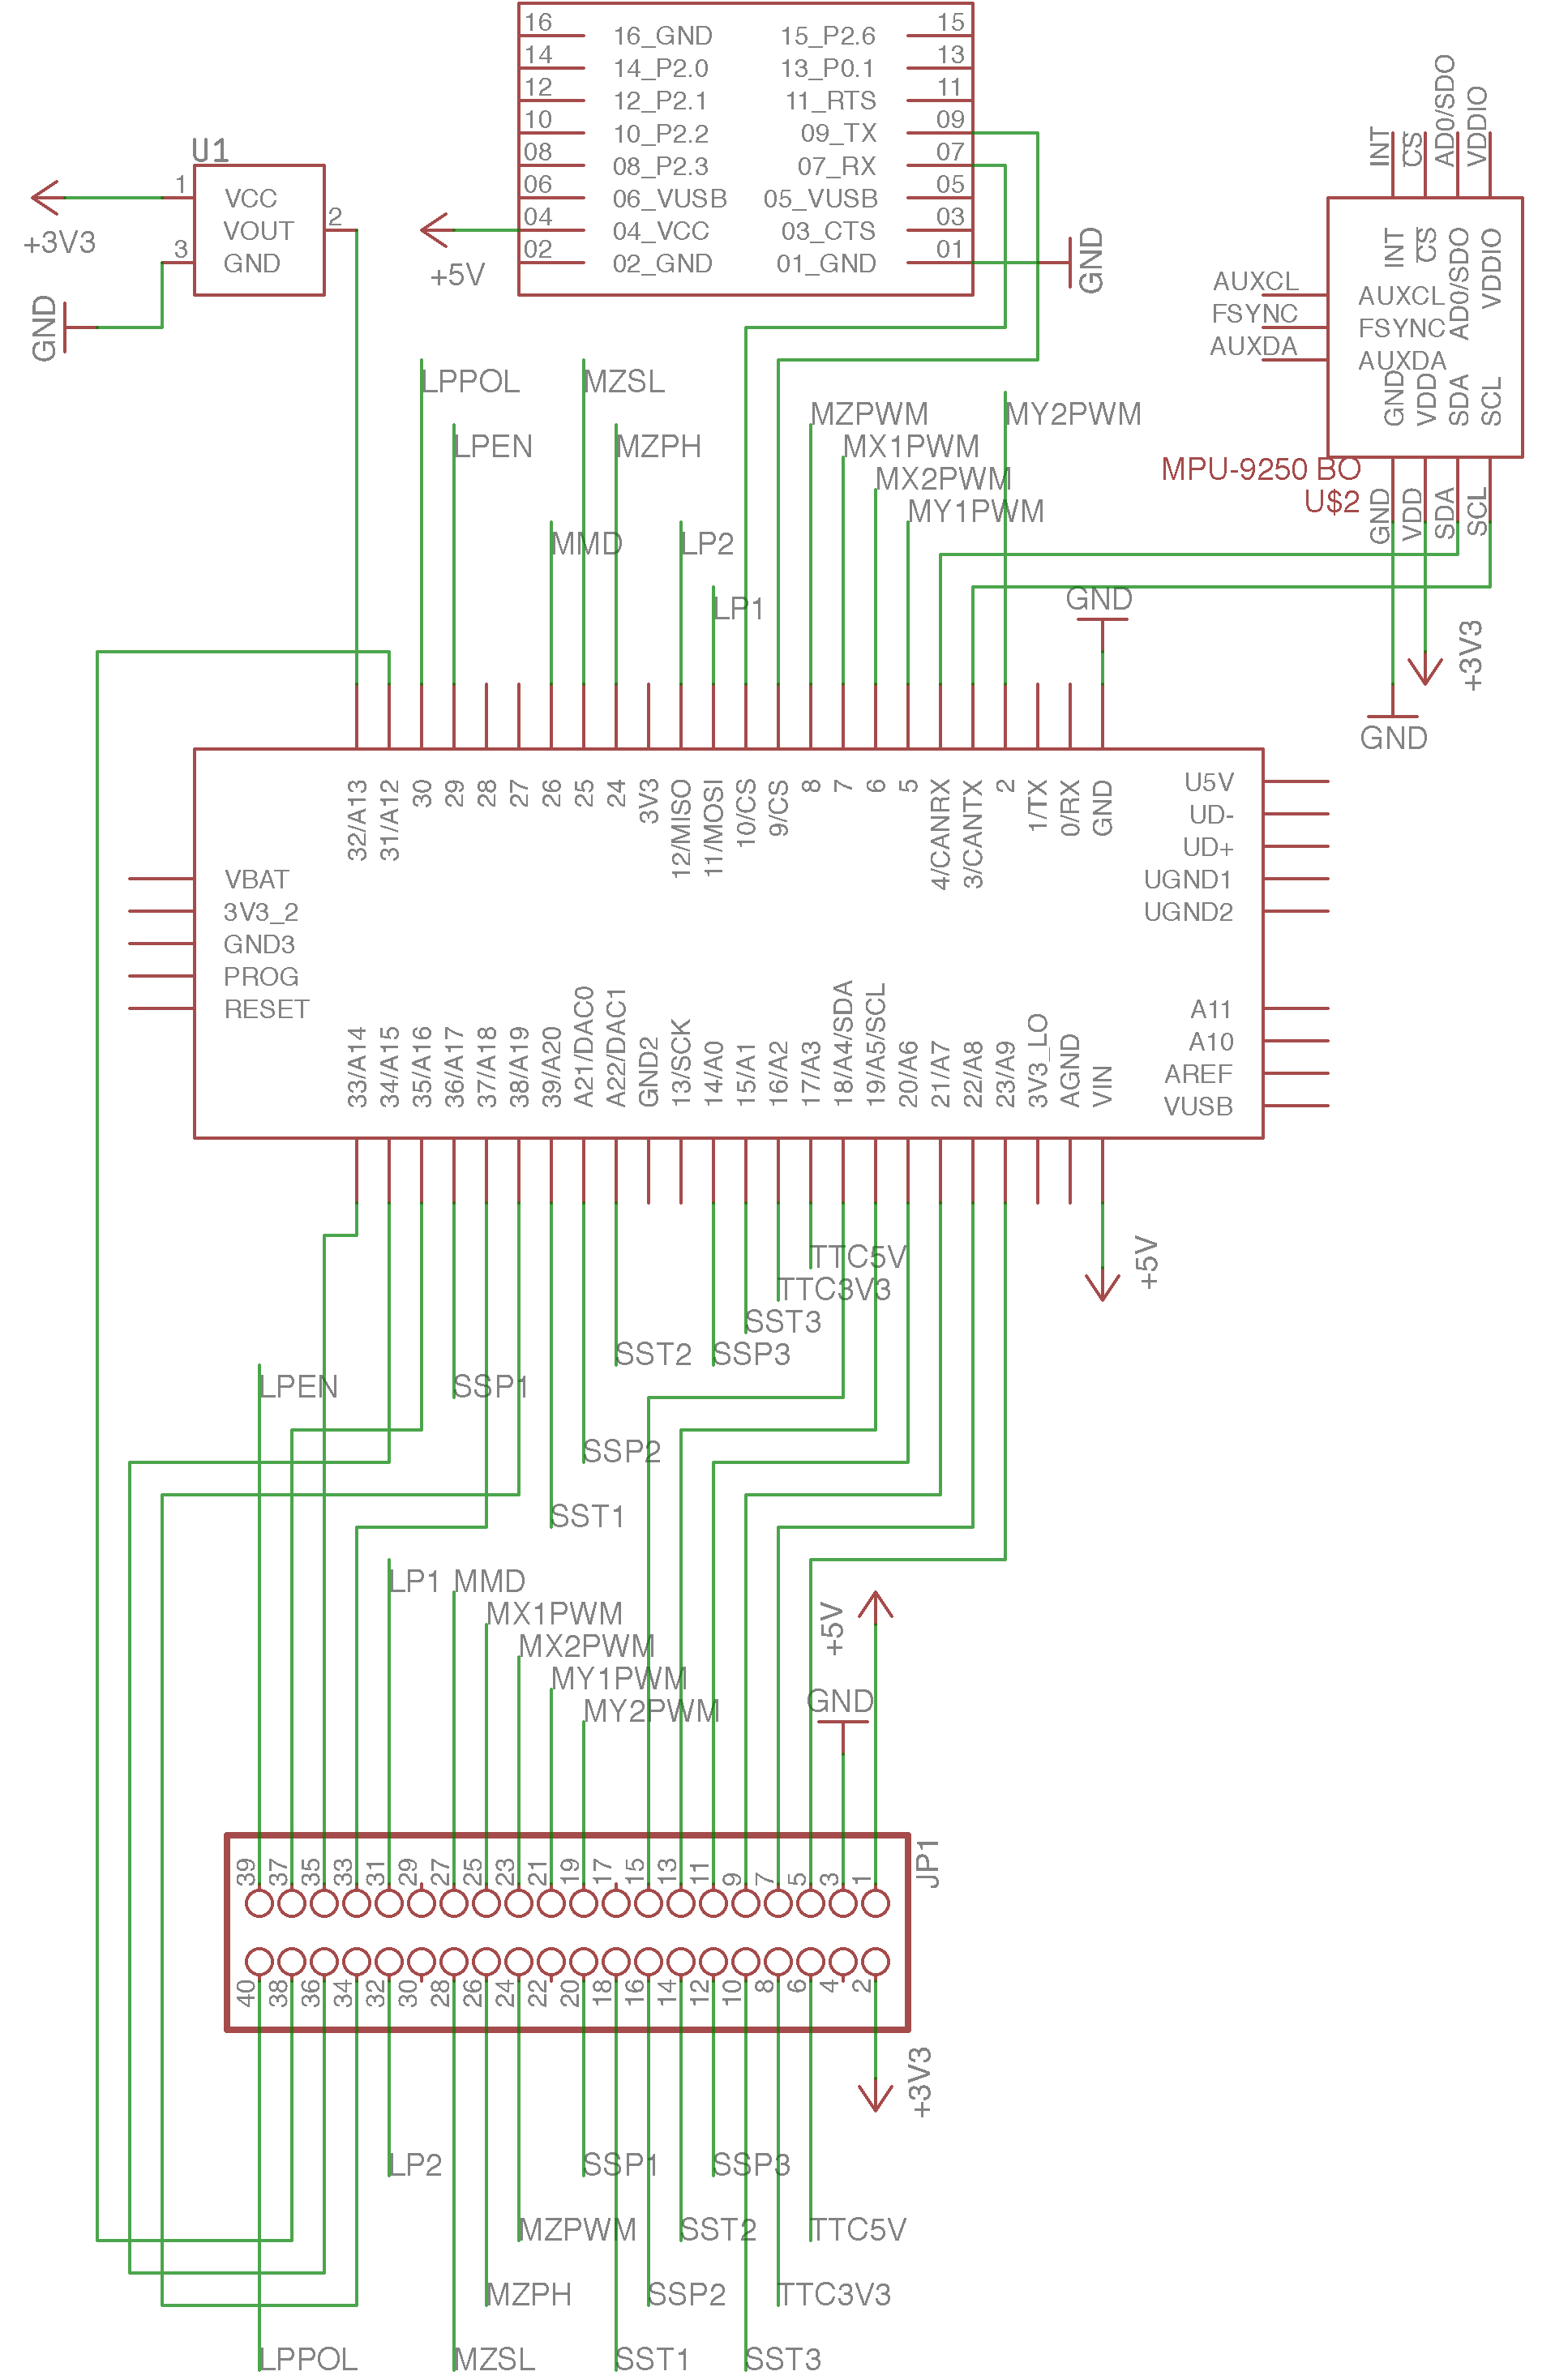 16 16_GND 15_P2.6 15
14 14_P2.0 13_P0.1 13
12 12_P2.1 11_RTS 11
10 10_P2.2 09_TX 09
08 08_P2.3 07_RX 07
06 06_VUSB 05_VUSB 05
04 04_VCC 03_CTS 03
02 02_GND 01_GND 01
+5V
GND
U1
1 VCC
VOUT 2
3 GND
+3V3
GND
INT CS AD0/SDO VDDIO
INT CS AD0/SDO VDDIO
AUXCL AUXCL
FSYNC FSYNC
AUXDA AUXDA
GND VDD SDA SCL
MPU-9250 BO
U$2
GND VDD SDA SCL
+3V3
GND
LPPOL MZSL
MZPWM MY2PWM
LPEN MZPH MX1PWM
MX2PWM
MY1PWM
MMD LP2
LP1
GND
32/A13 31/A12 30 29 28 27 26 25 24 3V3 12/MISO 11/MOSI 10/CS 9/CS 8 7 6 5 4/CANRX 3/CANTX 2 1/TX 0/RX GND
U5V
UD-
UD+
UGND1
UGND2
VBAT
3V3_2
GND3
PROG
RESET
A11
A10
AREF
VUSB
33/A14 34/A15 35/A16 36/A17 37/A18 38/A19 39/A20 A21/DAC0 A22/DAC1 GND2 13/SCK 14/A0 15/A1 16/A2 17/A3 18/A4/SDA 19/A5/SCL 20/A6 21/A7 22/A8 23/A9 3V3_LO AGND VIN
+5V
TTC5V
TTC3V3
SST3
SST2 SSP3
LPEN SSP1
SSP2
SST1
LP1 MMD
MX1PWM
MX2PWM
MY1PWM
MY2PWM
+5V
GND
39 37 35 33 31 29 27 25 23 21 19 17 15 13 11 9 7 5 3 1
JP1
40 38 36 34 32 30 28 26 24 22 20 18 16 14 12 10 8 6 4 2
+3V3
LP2 SSP1 SSP3
MZPWM SST2 TTC5V
MZPH SSP2 TTC3V3
LPPOL MZSL SST1 SST3